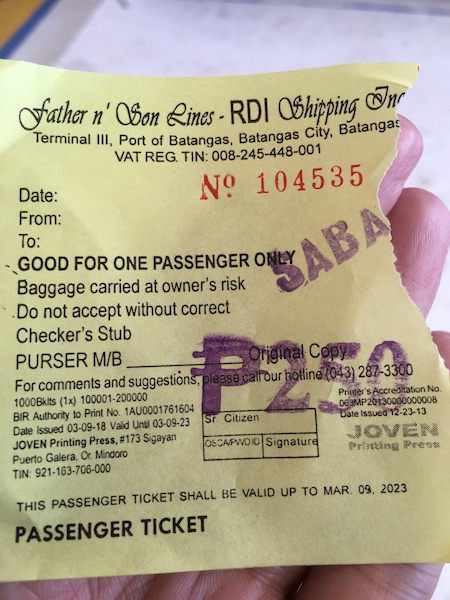 Father n' Son Lines - RDI Shipping Inc
Terminal III, Port of Batangas, Batangas City, Batangas
VAT REG. TIN: 008-245-448-001
Nº 104535
Date:
From:
To:
SABA
GOOD FOR ONE PASSENGER ONLY
Baggage carried at owner's risk
Do not accept without correct
Checker's Stub
PURSER M/B Original Copy
₱250
For comments and suggestions, please call our hotline (043) 287-3300
1000Bklts (1x) 100001-200000
BIR Authority to Print No. 1AU0001761604
Date Issued 03-09-18 Valid Until 03-09-23
JOVEN Printing Press, #173 Sigayan
Puerto Galera, Or. Mindoro
TIN: 921-163-706-000
Sr. Citizen
OSCA/PWD ID Signature
Printer's Accreditation No.
063MP20130000000008
Date Issued 12-23-13
JOVEN
Printing Press
THIS PASSENGER TICKET SHALL BE VALID UP TO MAR. 09, 2023
PASSENGER TICKET